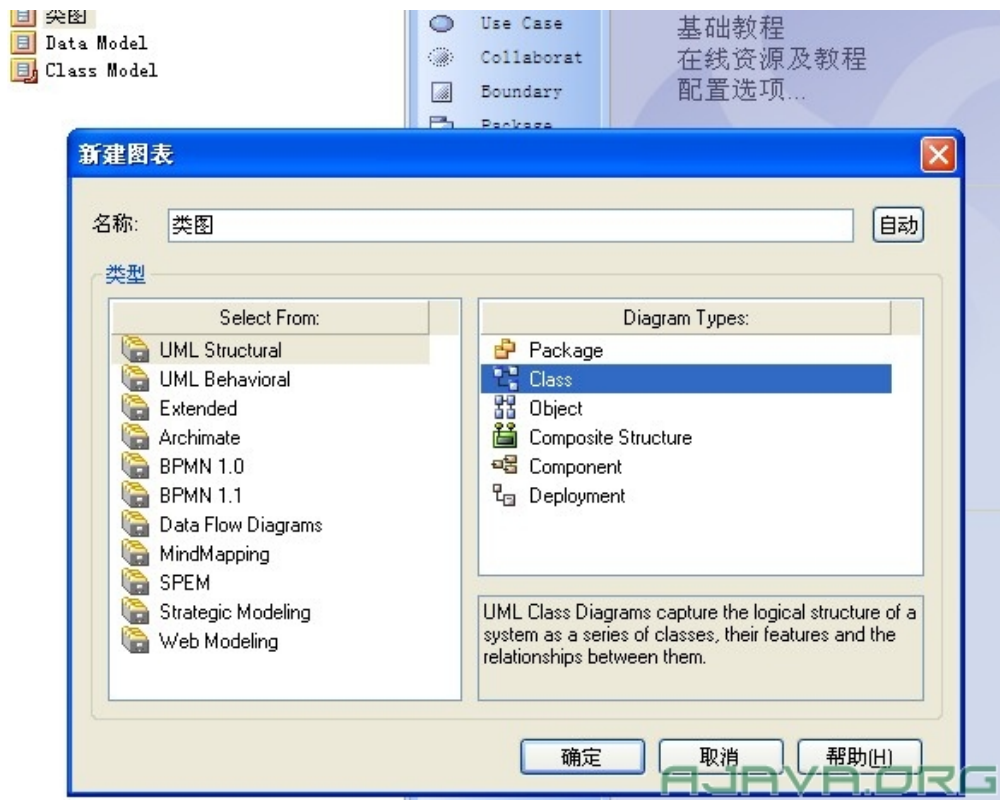 类图
Data Model
Class Model
Use Case
Collaborat
Boundary
Package
基础教程
在线资源及教程
配置选项...
新建图表
名称:
类图
自动
类型
Select From:
UML Structural
UML Behavioral
Extended
Archimate
BPMN 1.0
BPMN 1.1
Data Flow Diagrams
MindMapping
SPEM
Strategic Modeling
Web Modeling
Diagram Types:
Package
Class
Object
Composite Structure
Component
Deployment
UML Class Diagrams capture the logical structure of a
system as a series of classes, their features and the
relationships between them.
确定
取消
帮助(H)
AJAVA.ORG